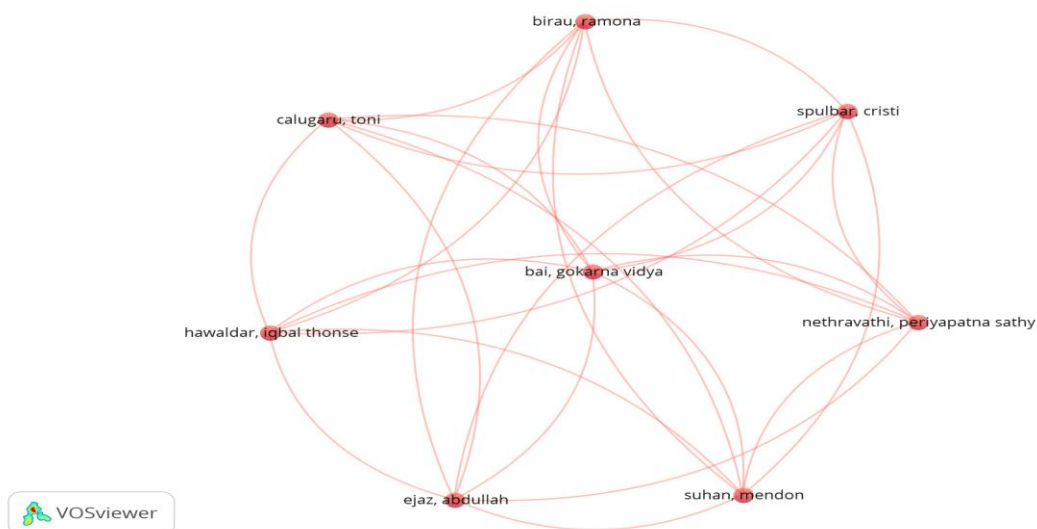 birau, ramona
spulbar, cristi
calugaru, toni
bai, gokarna vidya
nethravathi, periyapatna sathy
hawaldar, iqbal thonse
suhan, mendon
ejaz, abdullah
VOSviewer